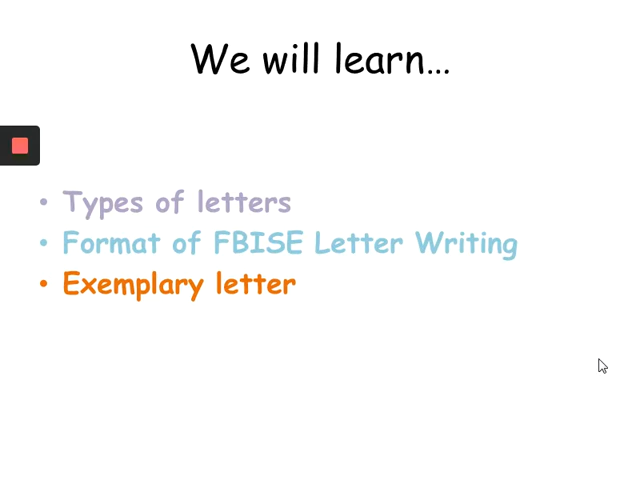 We will learn...
• Types of letters
• Format of FBISE Letter Writing
• Exemplary letter